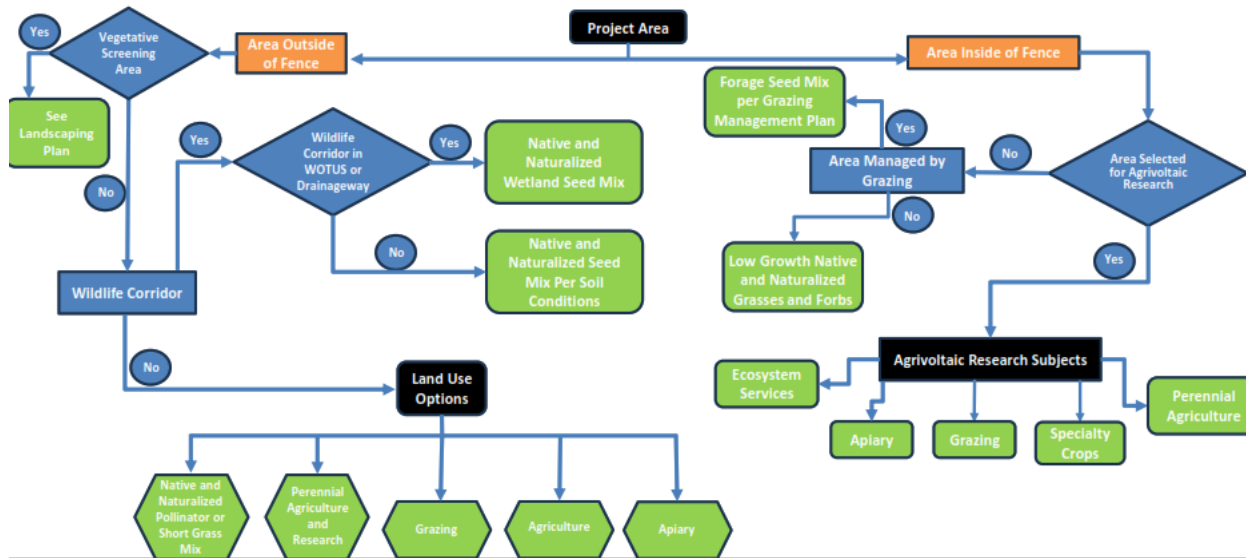 Project Area
Yes
Vegetative
Screening
Area
Area Outside
of Fence
Area Inside of Fence
See
Landscaping
Plan
No
Yes
Wildlife
Corridor in
WOTUS or
Drainageway
Yes
Native and
Naturalized
Wetland Seed Mix
No
Native and
Naturalized Seed
Mix Per Soil
Conditions
Wildlife Corridor
No
Land Use
Options
Native and
Naturalized
Pollinator or
Short Grass
Mix
Perennial
Agriculture
and
Research
Grazing
Agriculture
Apiary
Forage Seed Mix
per Grazing
Management Plan
Yes
Area Managed by
Grazing
No
Area Selected
for Agrivoltaic
Research
No
Low Growth Native
and Naturalized
Grasses and Forbs
Yes
Agrivoltaic Research Subjects
Ecosystem
Services
Apiary
Grazing
Specialty
Crops
Perennial
Agriculture